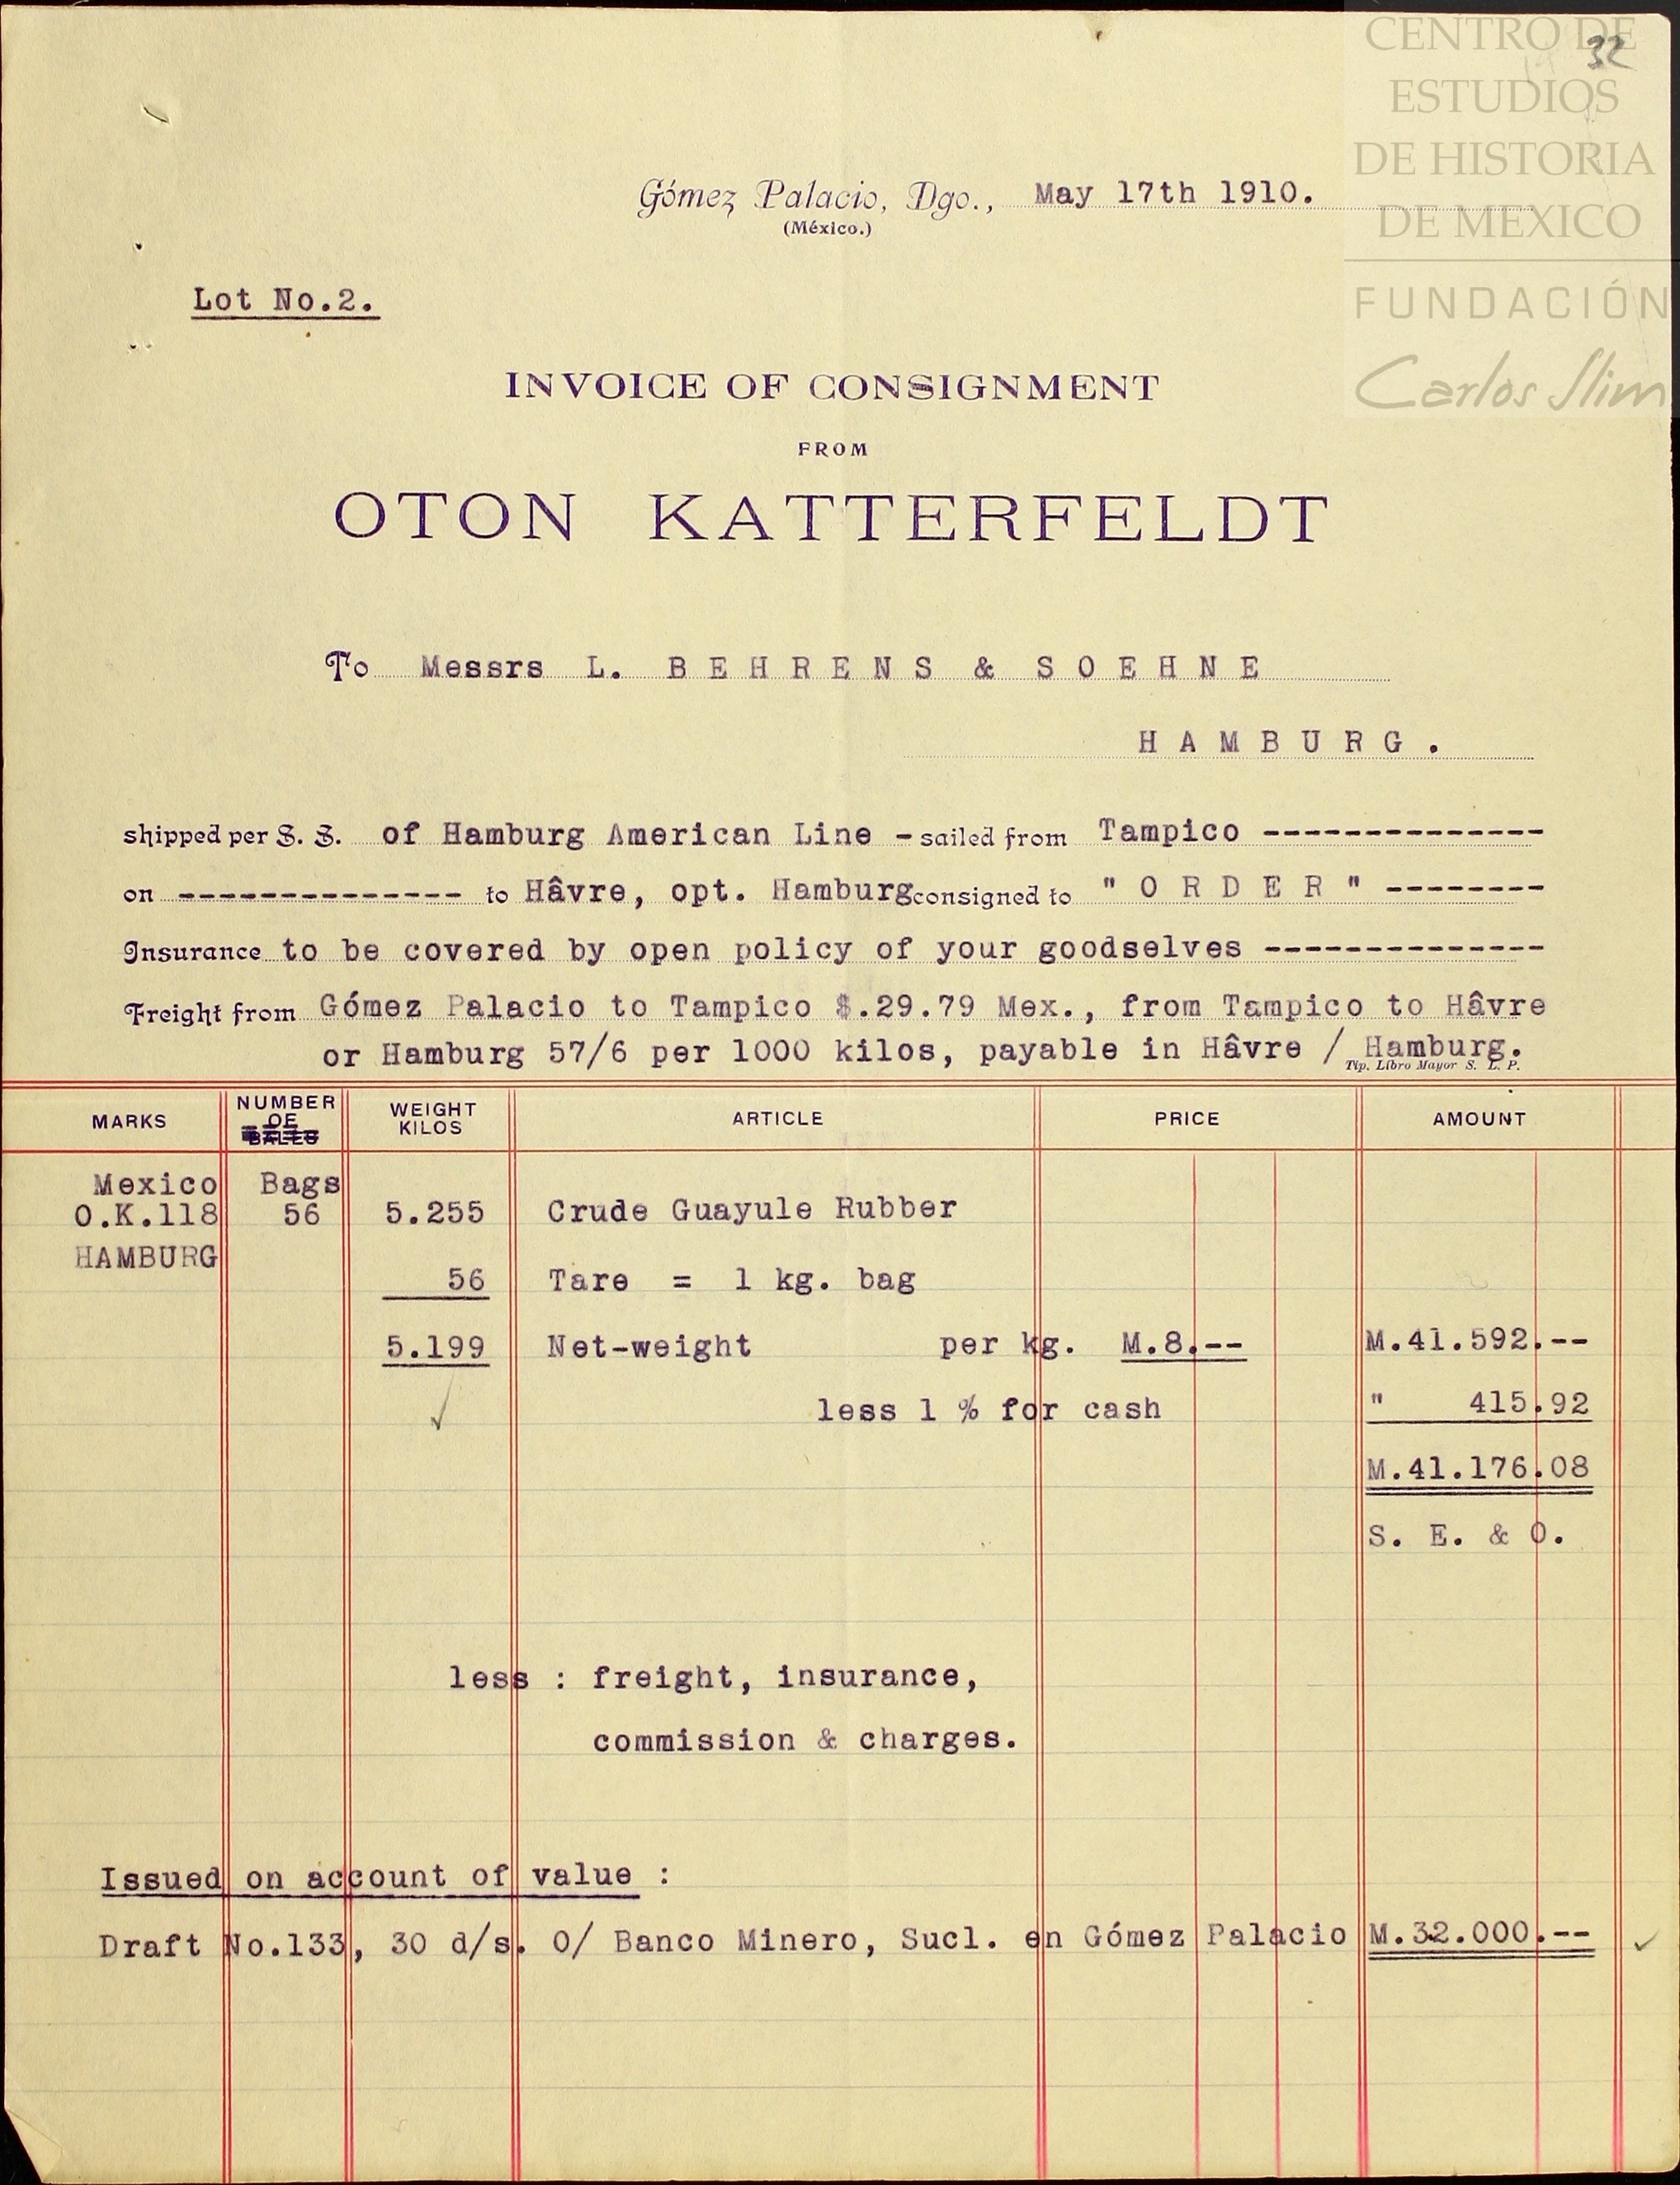 CENTRO DE
32
ESTUDIOS
DE HISTORIA
DE MEXICO
FUNDACIÓN
Carlos Slim
Gómez Palacio, Dgo., May 17th 1910.
(México.)
Lot No.2.
INVOICE OF CONSIGNMENT
FROM
OTON KATTERFELDT
To Messrs L. BEHRENS & SOEHNE
HAMBURG.
shipped per S. S. of Hamburg American Line - sailed from Tampico --------------
on -------------- to Hâvre, opt. Hamburg consigned to "ORDER" --------
Insurance to be covered by open policy of your goodselves --------------
Freight from Gómez Palacio to Tampico $.29.79 Mex., from Tampico to Hâvre
or Hamburg 57/6 per 1000 kilos, payable in Hâvre / Hamburg.
Tip. Libro Mayor S. L. P.
MARKS NUMBER OF BALES WEIGHT KILOS ARTICLE PRICE AMOUNT
Mexico Bags
O.K.118 56 5.255 Crude Guayule Rubber
HAMBURG
56 Tare = 1 kg. bag
5.199 Net-weight per kg. M.8.-- M.41.592.--
less 1 % for cash " 415.92
M.41.176.08
S. E. & O.
less : freight, insurance,
commission & charges.
Issued on account of value :
Draft No.133, 30 d/s. O/ Banco Minero, Sucl. en Gómez Palacio M.32.000.--